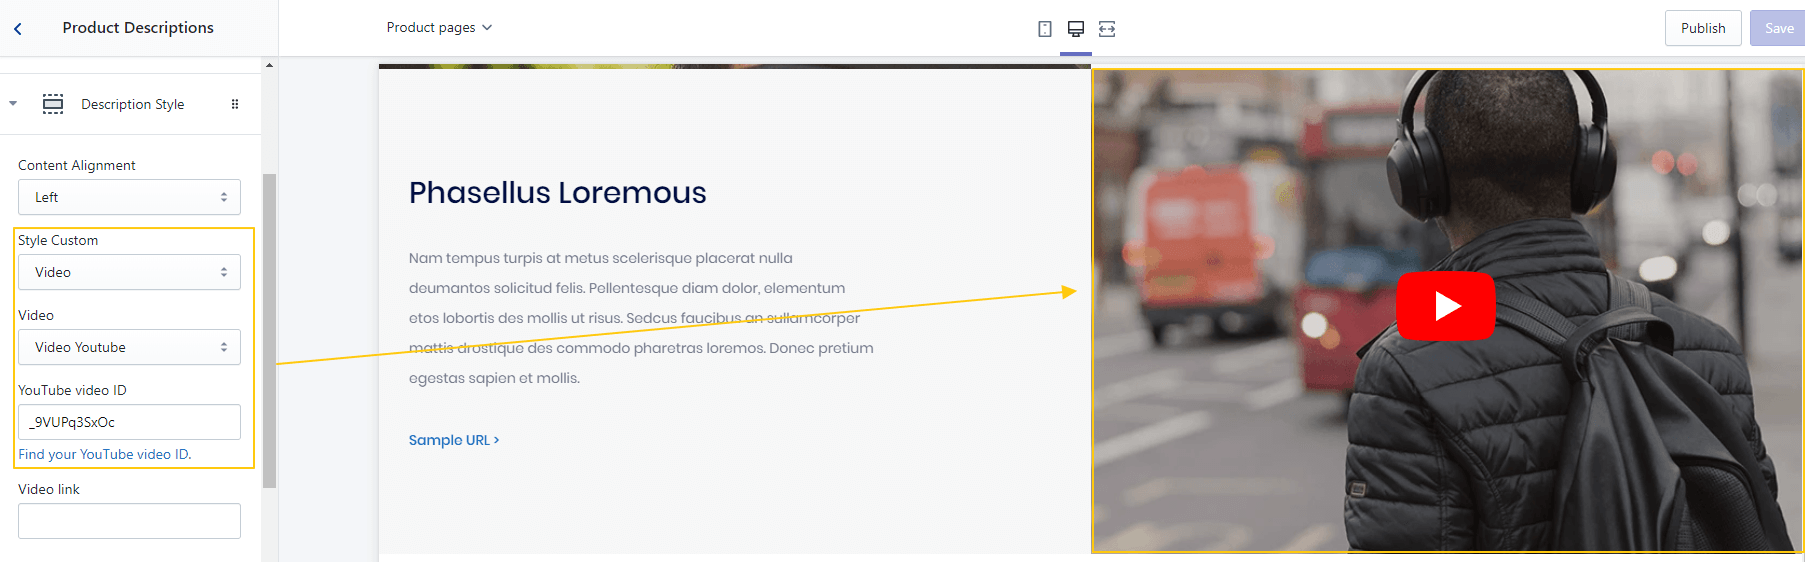 Product Descriptions
Product pages
Publish
Save
Description Style
Content Alignment
Left
Style Custom
Video
Video
Video Youtube
YouTube video ID
_9VUPq3SxOc
Find your YouTube video ID.
Video link
Phasellus Loremous
Nam tempus turpis at metus scelerisque placerat nulla
deumantos solicitud felis. Pellentesque diam dolor, elementum
etos lobortis des mollis ut risus. Sedcus faucibus an sullamcorper
mattis drostique des commodo pharetras loremos. Donec pretium
egestas sapien et mollis.
Sample URL >